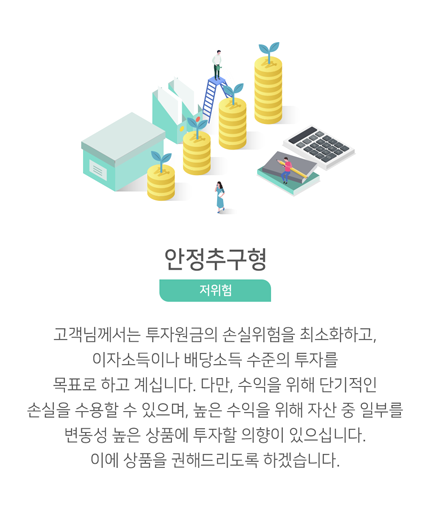 안정추구형
저위험
고객님께서는 투자원금의 손실위험을 최소화하고,
이자소득이나 배당소득 수준의 투자를
목표로 하고 계십니다. 다만, 수익을 위해 단기적인
손실을 수용할 수 있으며, 높은 수익을 위해 자산 중 일부를
변동성 높은 상품에 투자할 의향이 있으십니다.
이에 상품을 권해드리도록 하겠습니다.